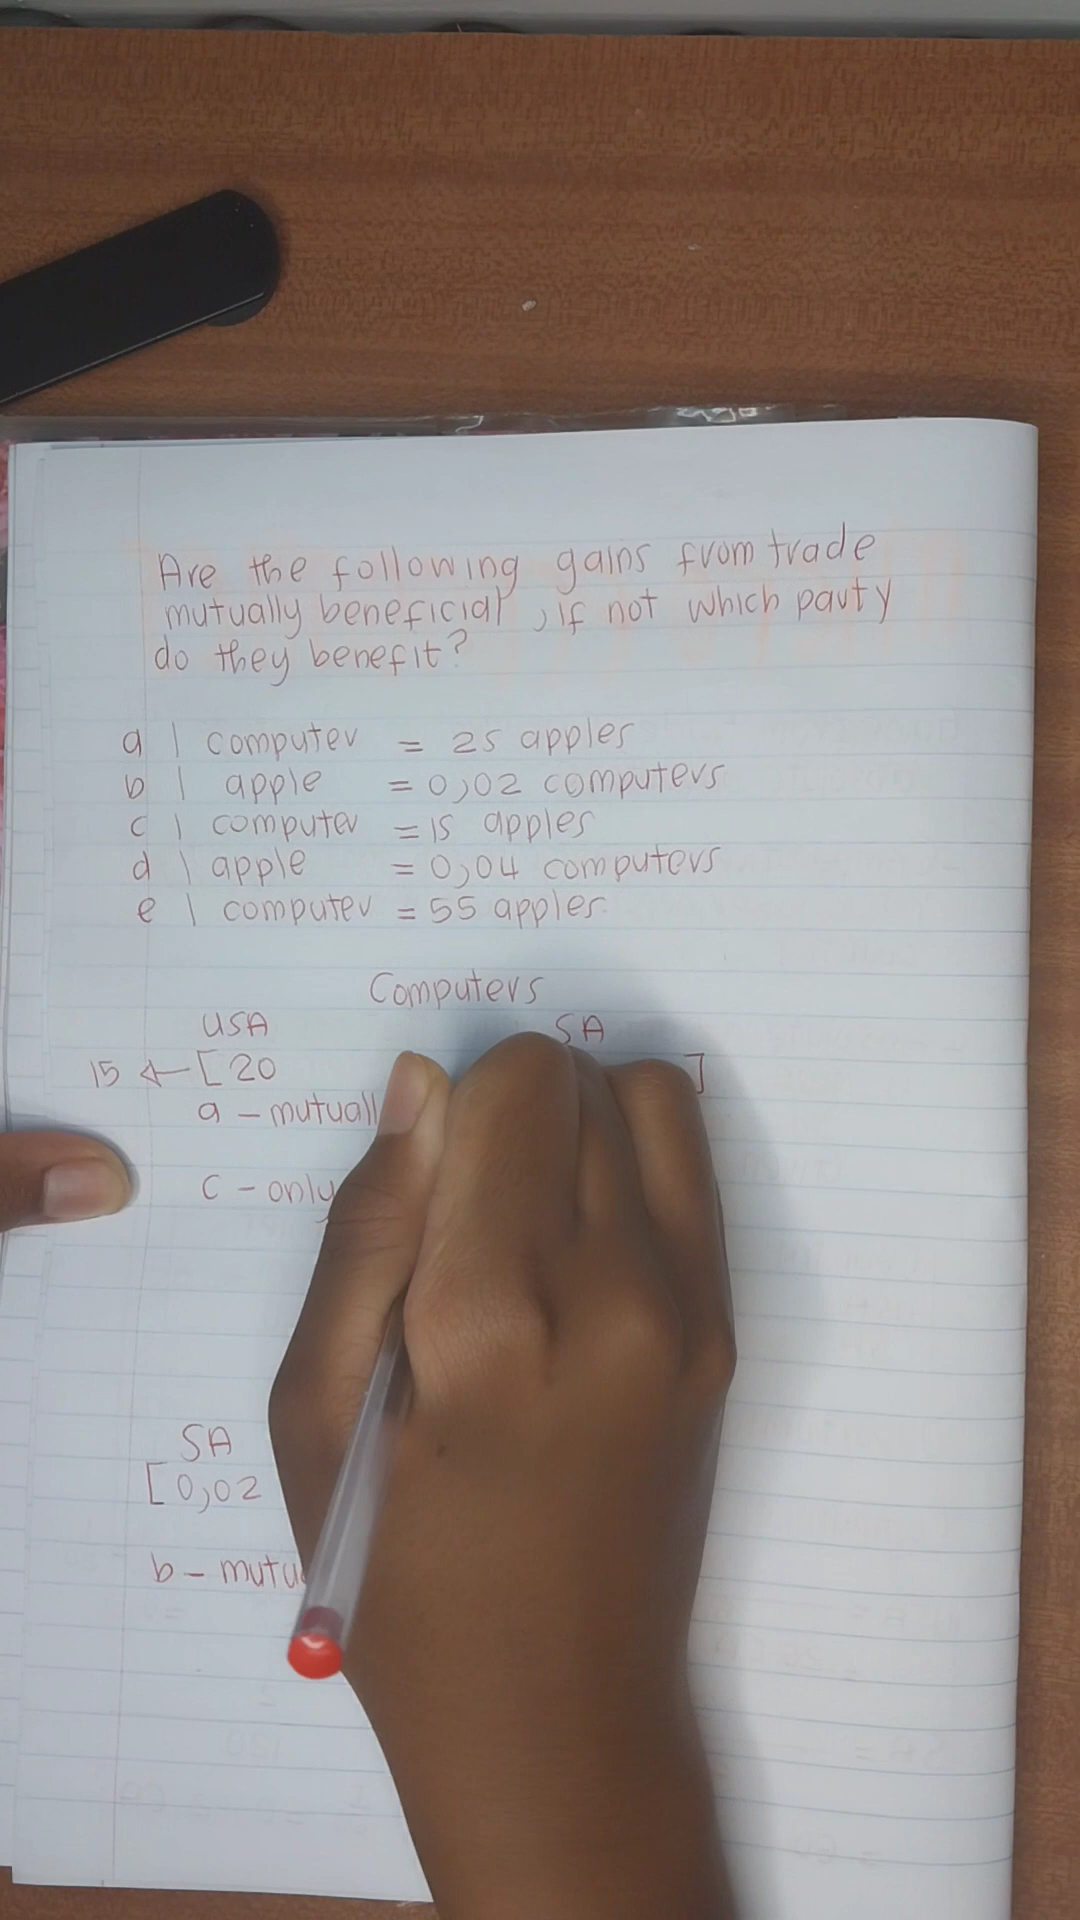 Are the following gains from trade
mutually beneficial, if not which party
do they benefit?
a 1 computer = 25 apples
b 1 apple = 0,02 computers
c 1 computer = 15 apples
d 1 apple = 0,04 computers
e 1 computer = 55 apples.
Computers
USA SA
15 ← [20 ]
a - mutuall
c - only
SA
[0,02
b - mutu